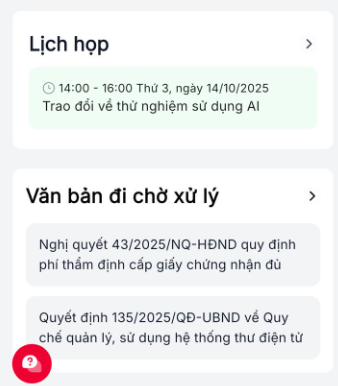 Lịch họp
14:00 - 16:00 Thứ 3, ngày 14/10/2025
Trao đổi về thử nghiệm sử dụng AI
Văn bản đi chờ xử lý
Nghị quyết 43/2025/NQ-HĐND quy định
phí thẩm định cấp giấy chứng nhận đủ
Quyết định 135/2025/QĐ-UBND về Quy
chế quản lý, sử dụng hệ thống thư điện tử